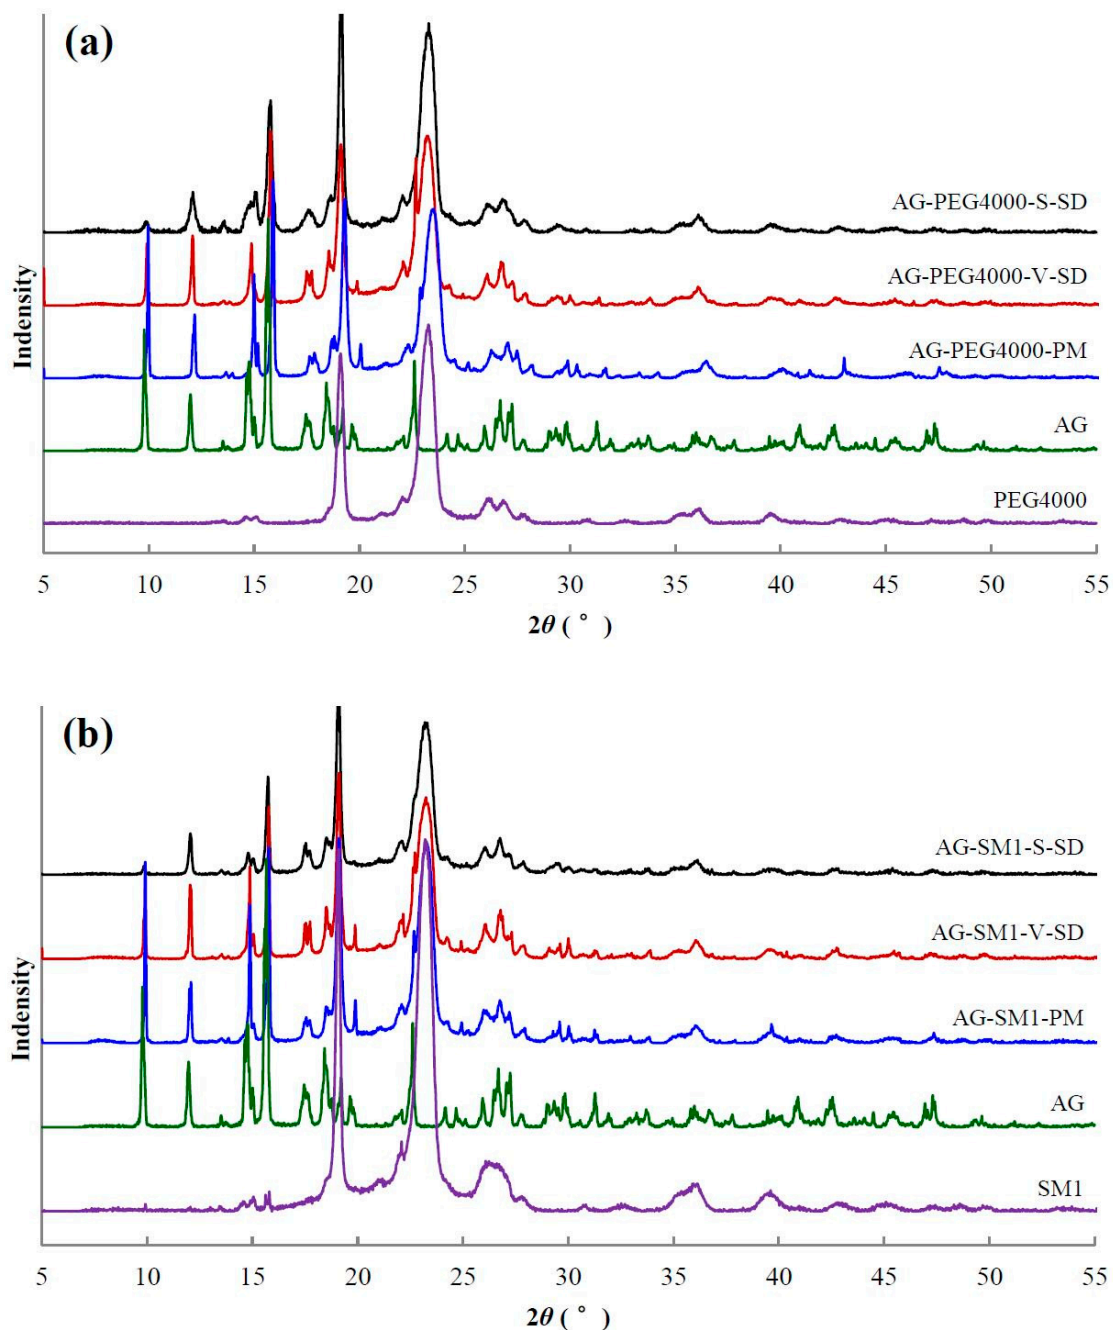 (a)
AG-PEG4000-S-SD
AG-PEG4000-V-SD
AG-PEG4000-PM
AG
PEG4000
Indensity
5 10 15 20 25 30 35 40 45 50 55
2θ ( ° )
(b)
AG-SM1-S-SD
AG-SM1-V-SD
AG-SM1-PM
AG
SM1
Indensity
5 10 15 20 25 30 35 40 45 50 55
2θ ( ° )